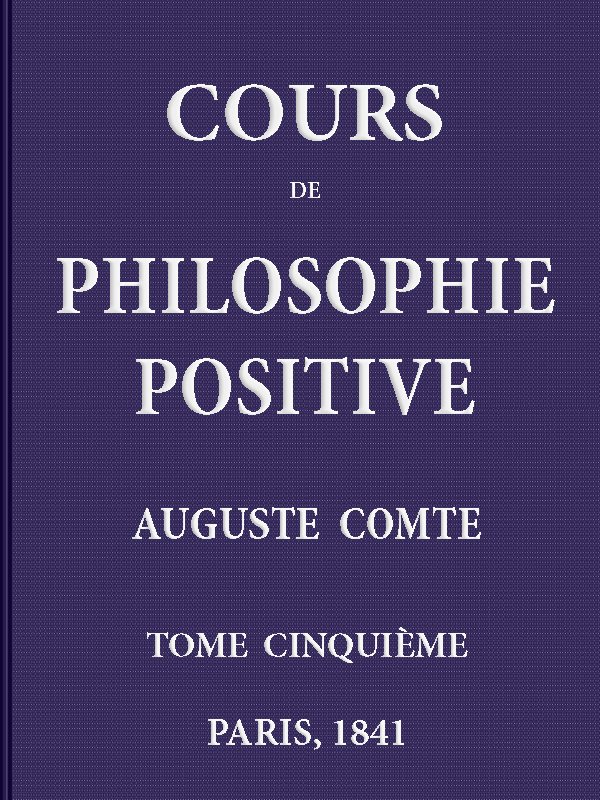 COURS
DE
PHILOSOPHIE
POSITIVE
AUGUSTE COMTE
TOME CINQUIÈME
PARIS, 1841